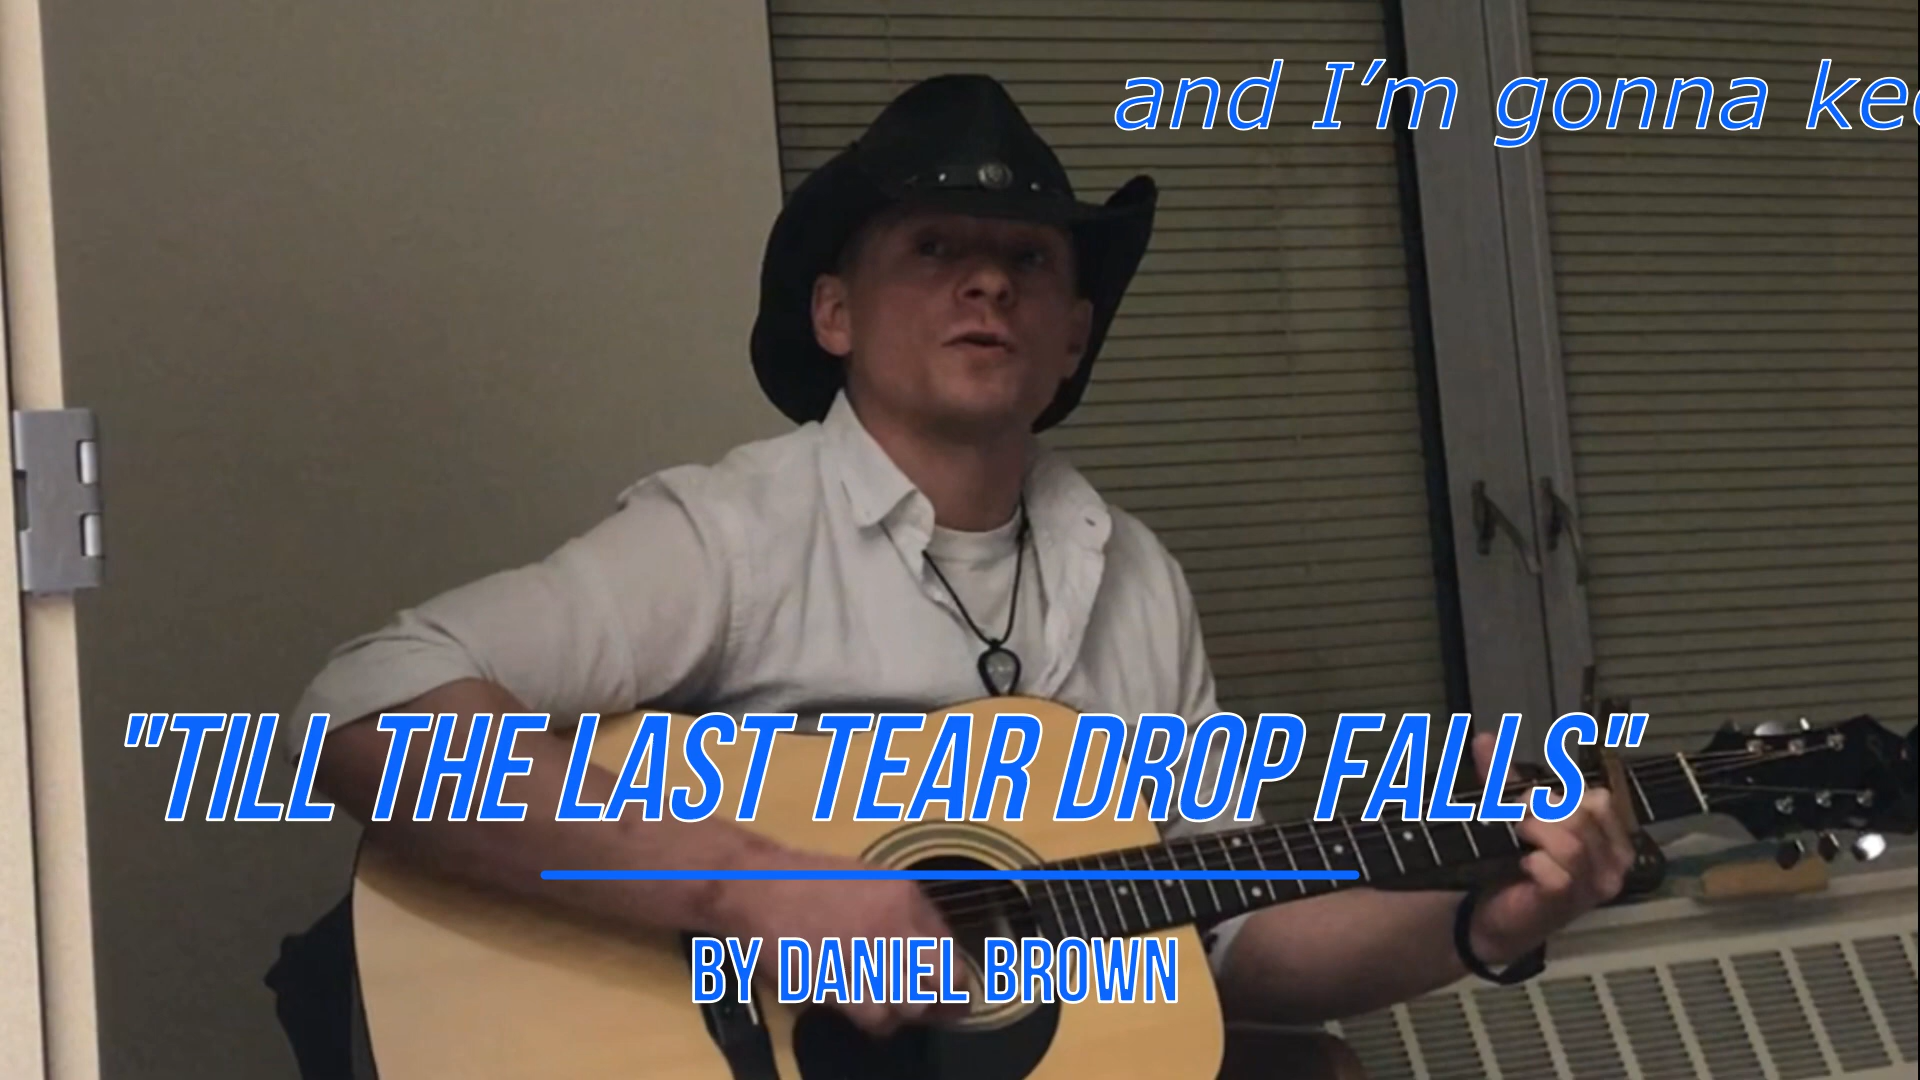 and I’m gonna
"TILL THE LAST TEAR DROP FALLS"
BY DANIEL BROWN